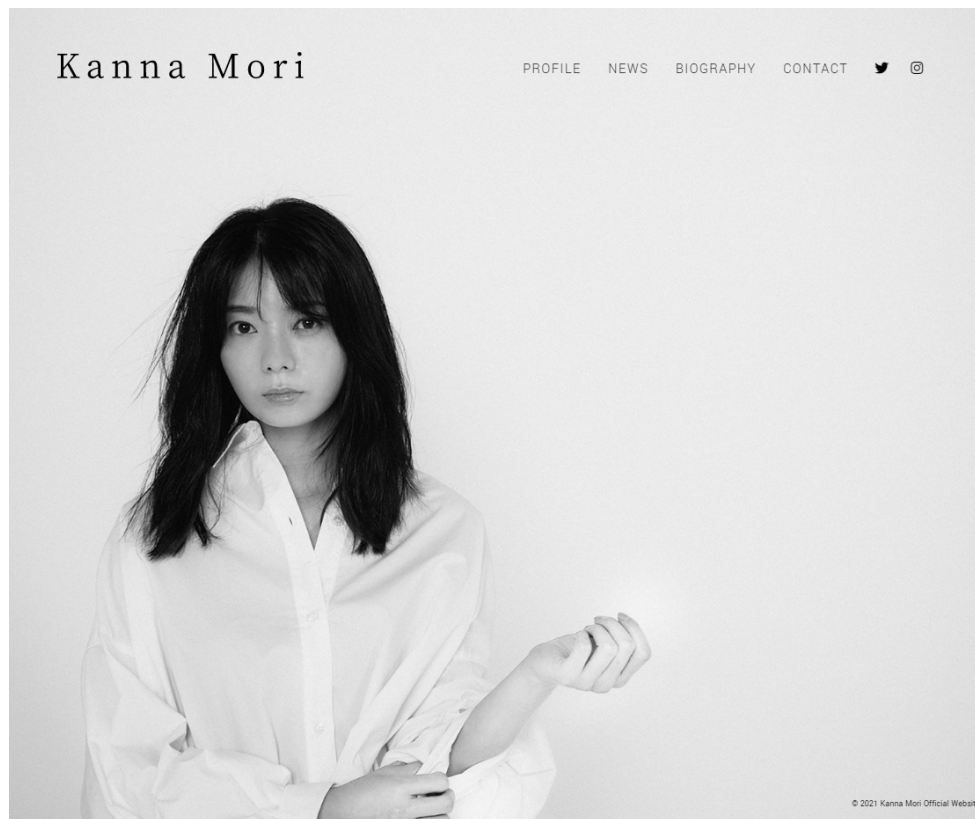 Kanna Mori
PROFILE NEWS BIOGRAPHY CONTACT
© 2021 Kanna Mori Official Websit